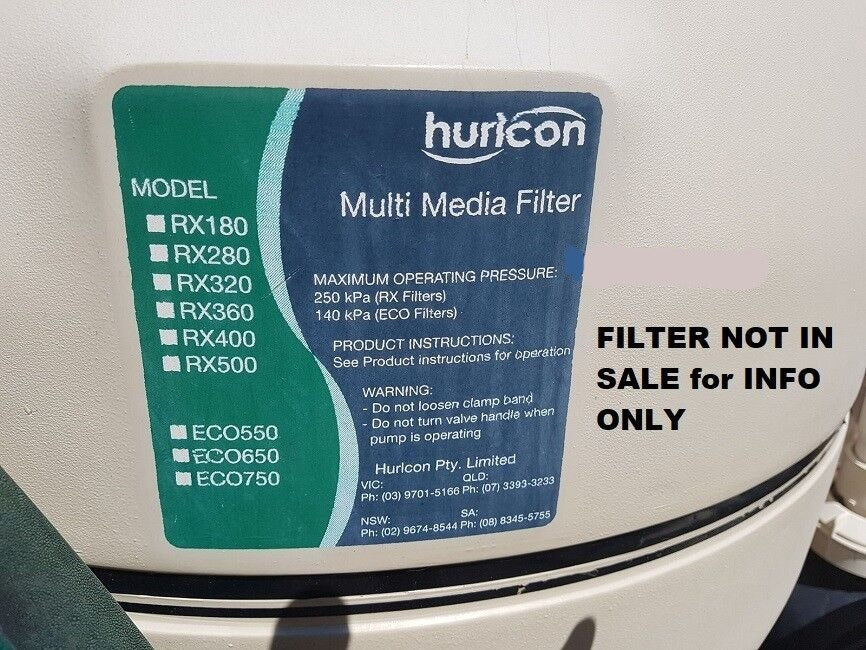 hurlcon
Multi Media Filter
MODEL
RX180
RX280
RX320
RX360
RX400
RX500
ECO550
ECO650
ECO750
MAXIMUM OPERATING PRESSURE:
250 kPa (RX Filters)
140 kPa (ECO Filters)
PRODUCT INSTRUCTIONS:
See Product instructions for operation
WARNING:
- Do not loosen clamp band
- Do not turn valve handle when
pump is operating
Hurlcon Pty. Limited
VIC: QLD:
Ph: (03) 9701-5166 Ph: (07) 3393-3233
NSW: SA:
Ph: (02) 9674-8544 Ph: (08) 8345-5755
FILTER NOT IN
SALE for INFO
ONLY